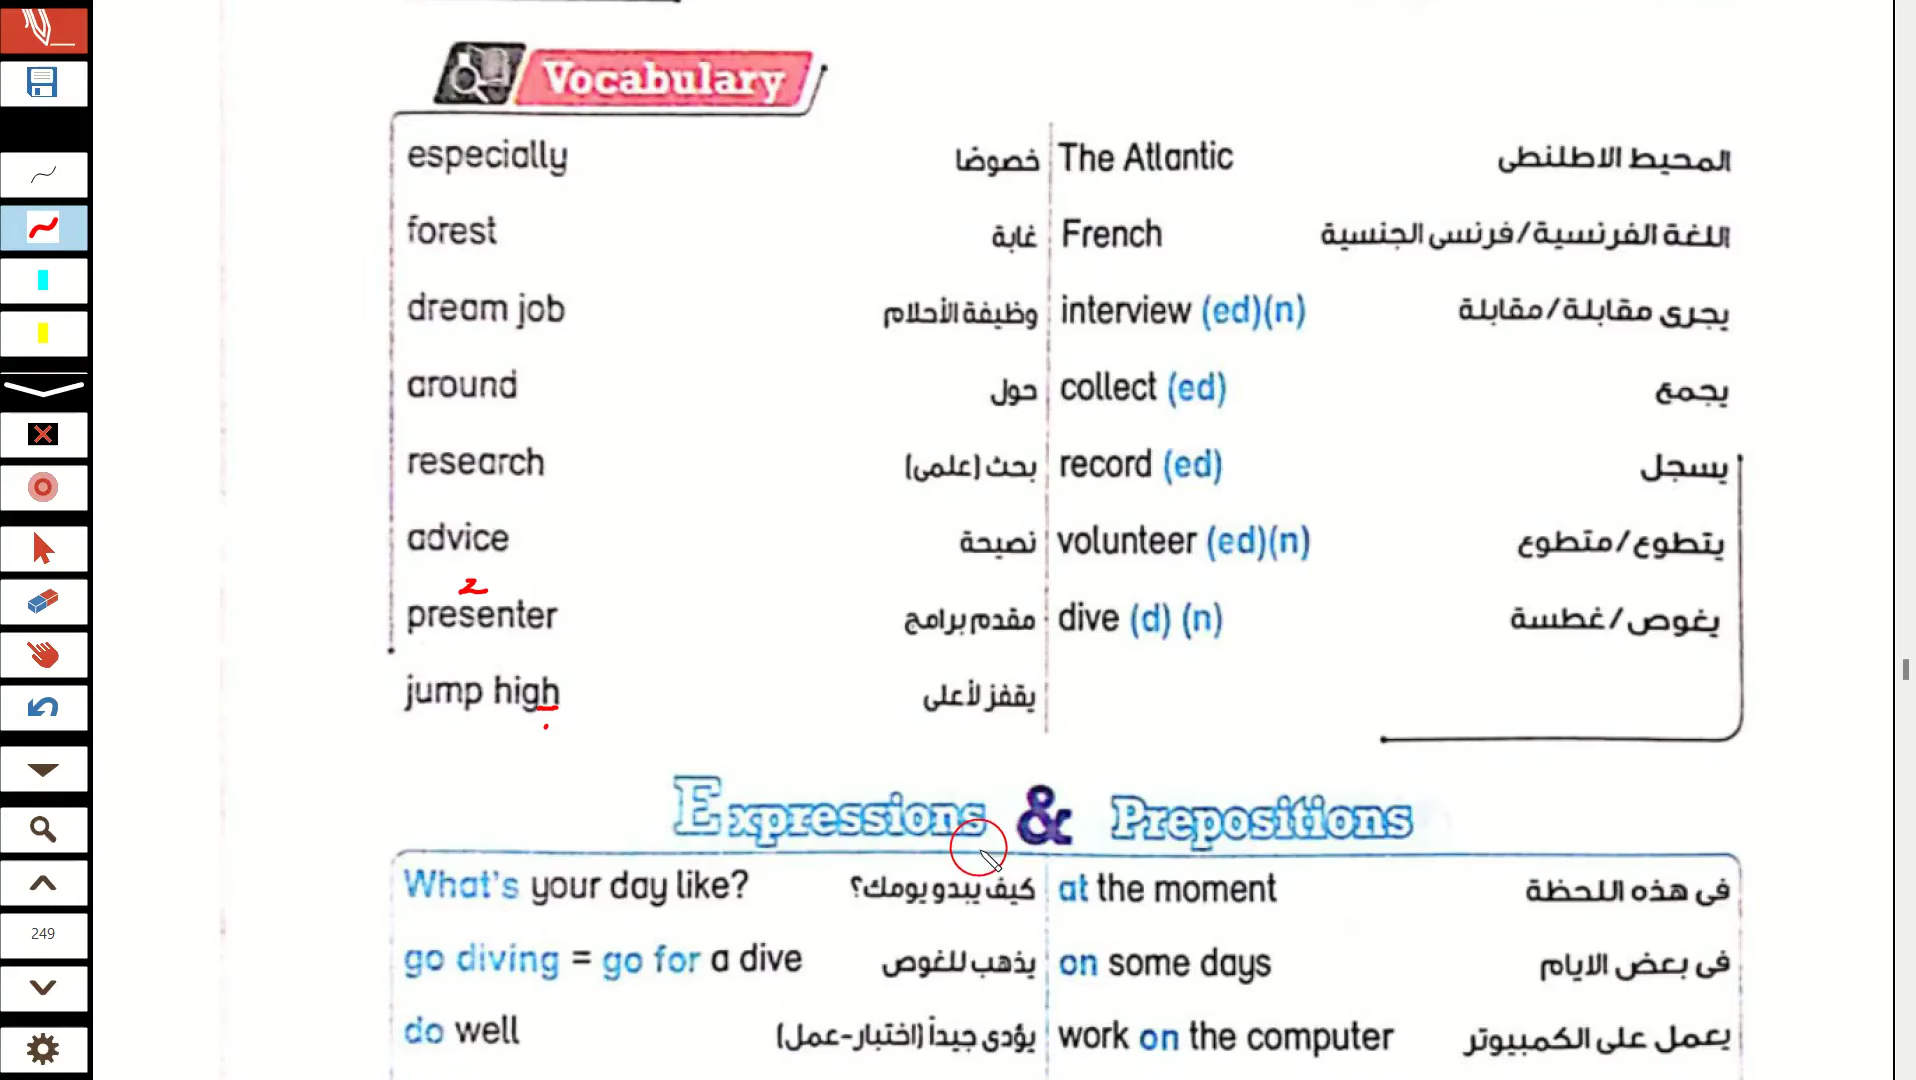 Vocabulary
especially خصوصًا The Atlantic المحيط الاطلنطى
forest غابة French اللغة الفرنسية/فرنسى الجنسية
dream job وظيفة الأحلام interview (ed)(n) يجرى مقابلة/مقابلة
around حول collect (ed) يجمع
research بحث (علمى) record (ed) يسجل
advice نصيحة volunteer (ed)(n) يتطوع/متطوع
z
presenter مقدم برامج dive (d) (n) يغوص/غطسة
jump high يقفز لأعلى
Expressions & Prepositions
What's your day like? كيف يبدو يومك؟ at the moment فى هذه اللحظة
go diving = go for a dive يذهب للغوص on some days فى بعض الايام
do well يؤدى جيداً (اختبار-عمل) work on the computer يعمل على الكمبيوتر
249